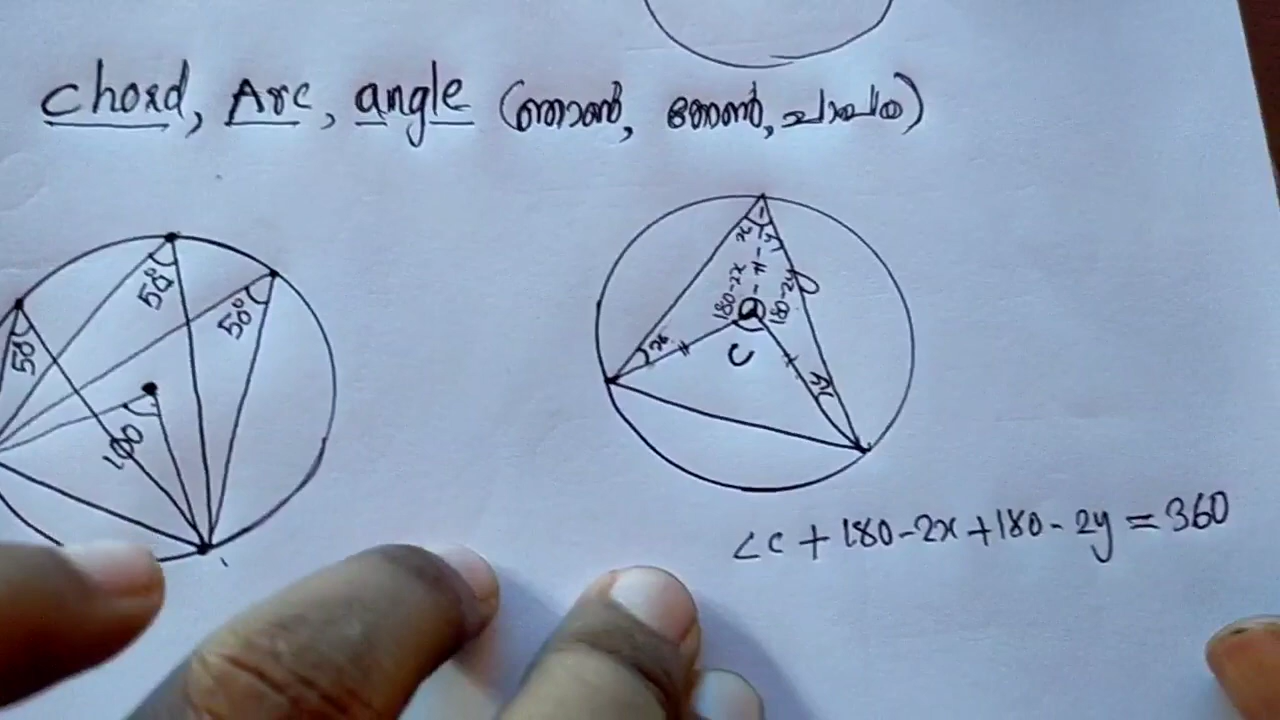 chord, Arc, angle (ഞാൺ, കോൺ, ചാപം)
50°
50°
50
100
x
y
180-2x
180-2y
x
y
C
∠C + 180 - 2x + 180 - 2y = 360